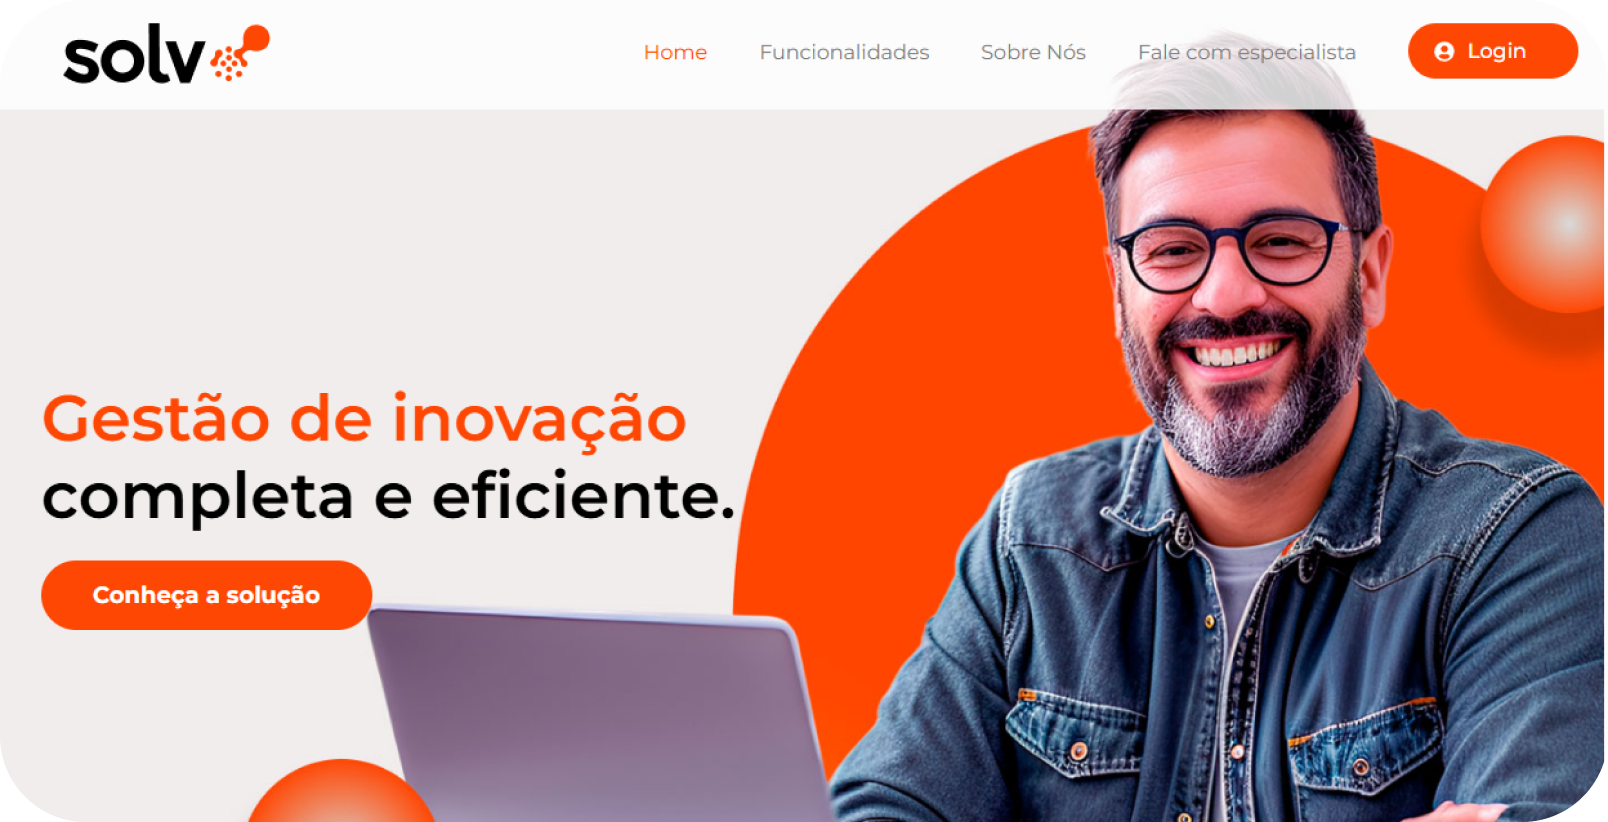 solv
Home
Funcionalidades
Sobre Nós
Fale com especialista
Login
Gestão de inovação
completa e eficiente.
Conheça a solução